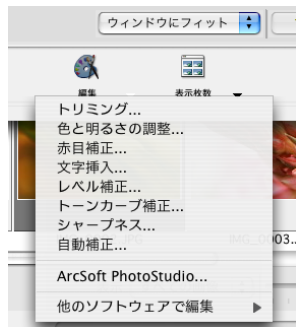 ウィンドウにフィット
編集
表示枚数
トリミング...
色と明るさの調整...
赤目補正...
文字挿入...
レベル補正...
トーンカーブ補正...
シャープネス...
自動補正...
ArcSoft PhotoStudio...
他のソフトウェアで編集
JPG
IMG_0003...